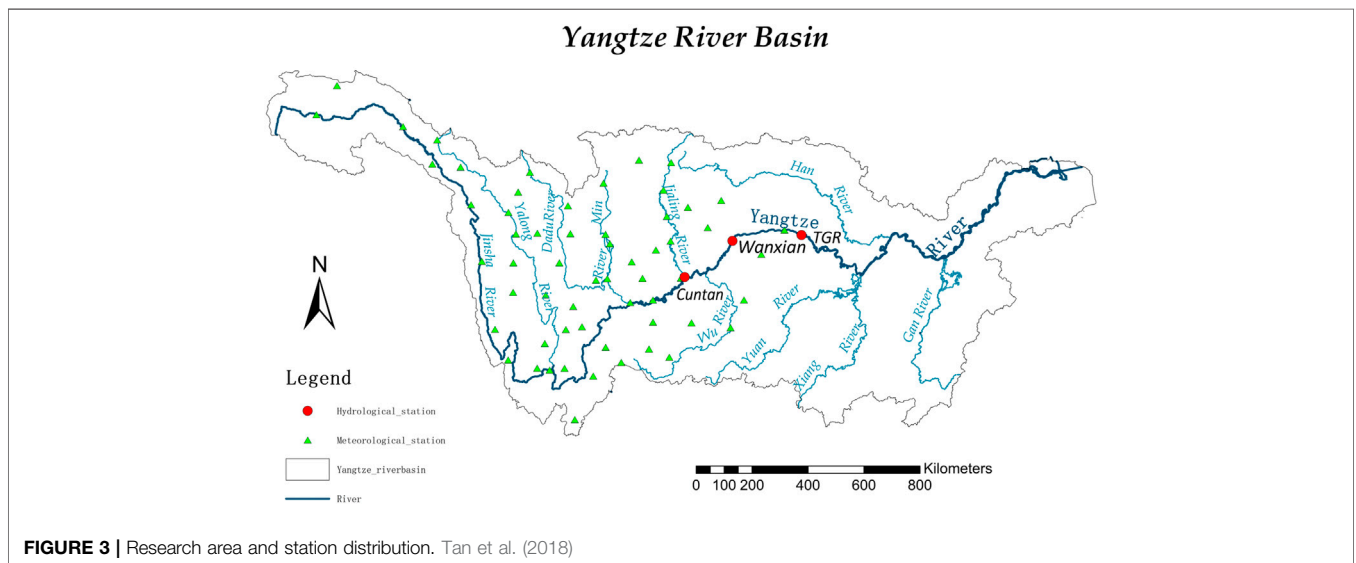 Yangtze River Basin
Han
River
Jialing
River
Min
River
DaduRiver
Yalong
River
Jinsha
River
Yangtze
River
TGR
Wanxian
Cuntan
Wu
River
Yuan
River
Xiang
River
Gan River
N
Legend
Hydrological_station
Meteorological_station
Yangtze_riverbasin
River
Kilometers
0 100 200 400 600 800
FIGURE 3 | Research area and station distribution. Tan et al. (2018)